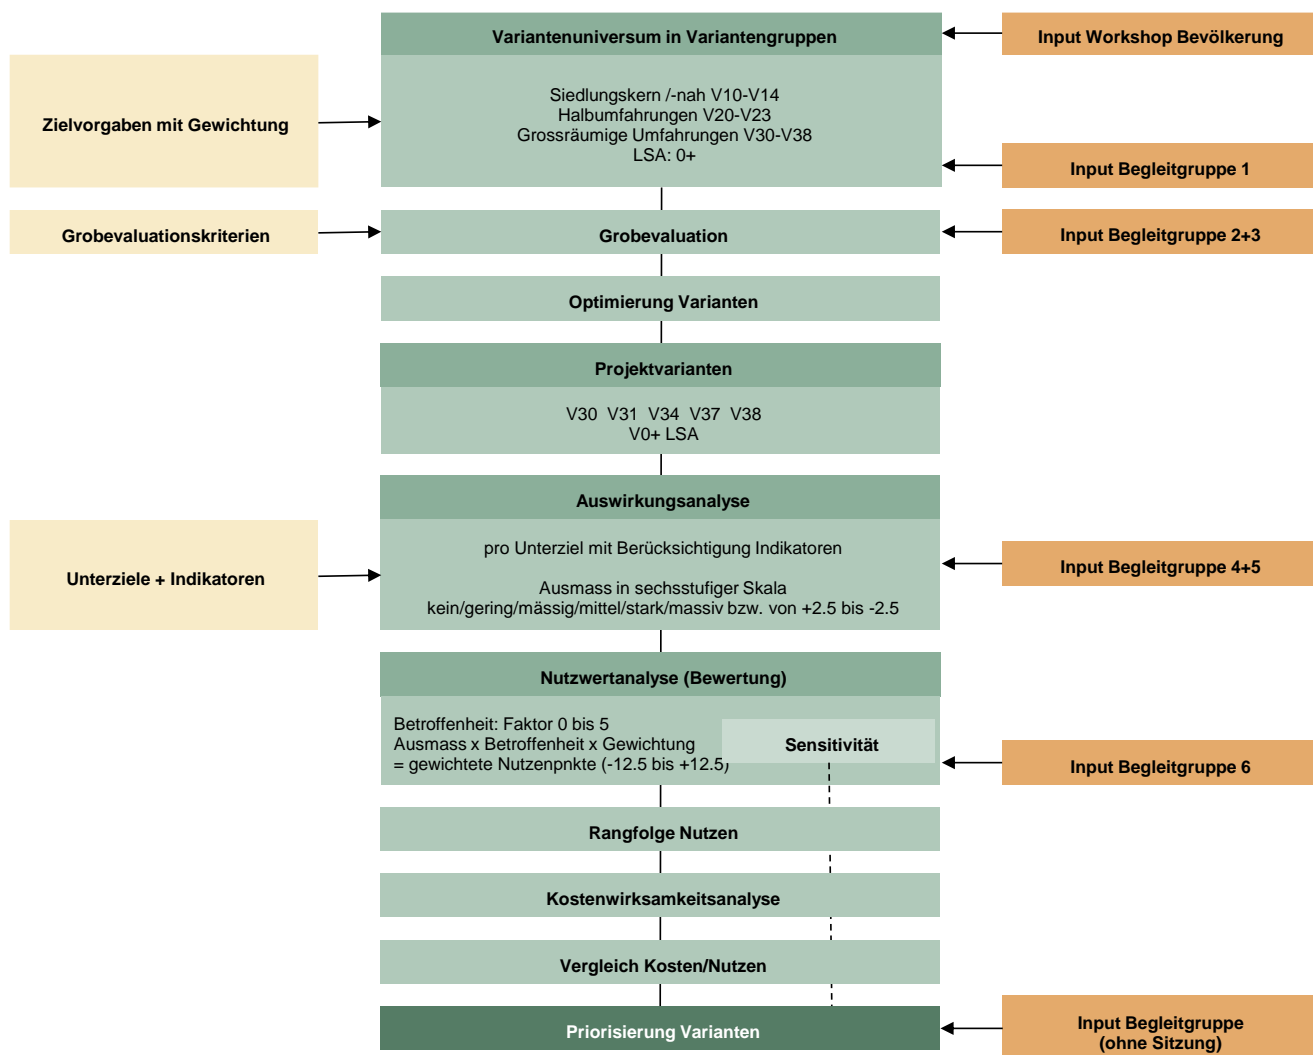 Variantenuniversum in Variantengruppen
Input Workshop Bevölkerung
Zielvorgaben mit Gewichtung
Siedlungskern /-nah V10-V14
Halbumfahrungen V20-V23
Grossräumige Umfahrungen V30-V38
LSA: 0+
Input Begleitgruppe 1
Grobevaluationskriterien
Grobevaluation
Input Begleitgruppe 2+3
Optimierung Varianten
Projektvarianten
V30 V31 V34 V37 V38
V0+ LSA
Auswirkungsanalyse
Unterziele + Indikatoren
pro Unterziel mit Berücksichtigung Indikatoren
Ausmass in sechsstufiger Skala
kein/gering/mässig/mittel/stark/massiv bzw. von +2.5 bis -2.5
Input Begleitgruppe 4+5
Nutzwertanalyse (Bewertung)
Betroffenheit: Faktor 0 bis 5
Ausmass x Betroffenheit x Gewichtung
= gewichtete Nutzenpnkte (-12.5 bis +12.5)
Sensitivität
Input Begleitgruppe 6
Rangfolge Nutzen
Kostenwirksamkeitsanalyse
Vergleich Kosten/Nutzen
Priorisierung Varianten
Input Begleitgruppe
(ohne Sitzung)